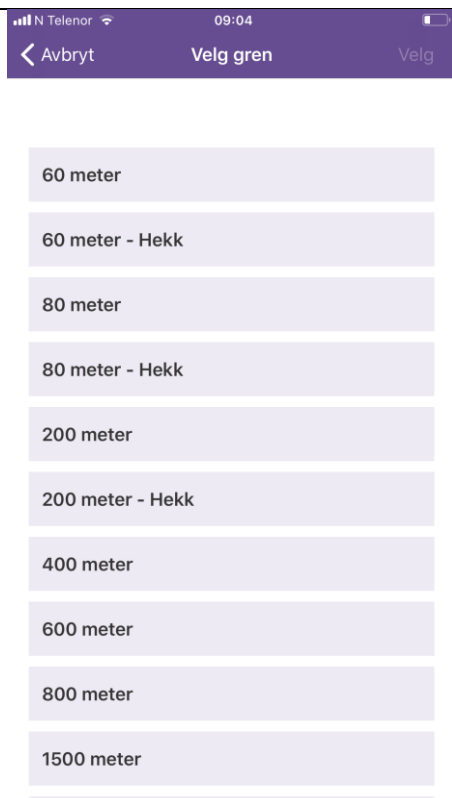 N Telenor 09:04
Avbryt Velg gren Velg
60 meter
60 meter - Hekk
80 meter
80 meter - Hekk
200 meter
200 meter - Hekk
400 meter
600 meter
800 meter
1500 meter